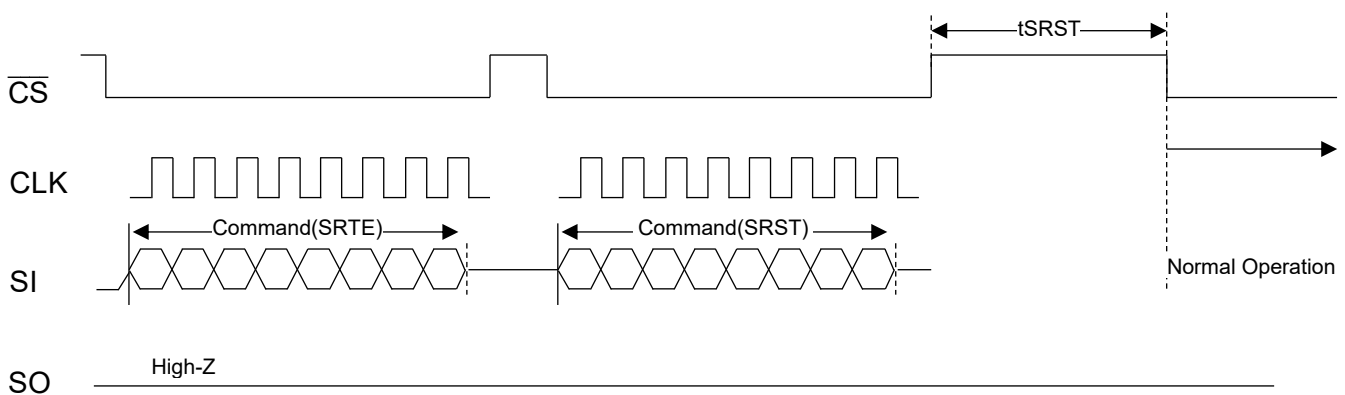 tSRST
CS
CLK
Command(SRTE)
Command(SRST)
SI
Normal Operation
High-Z
SO